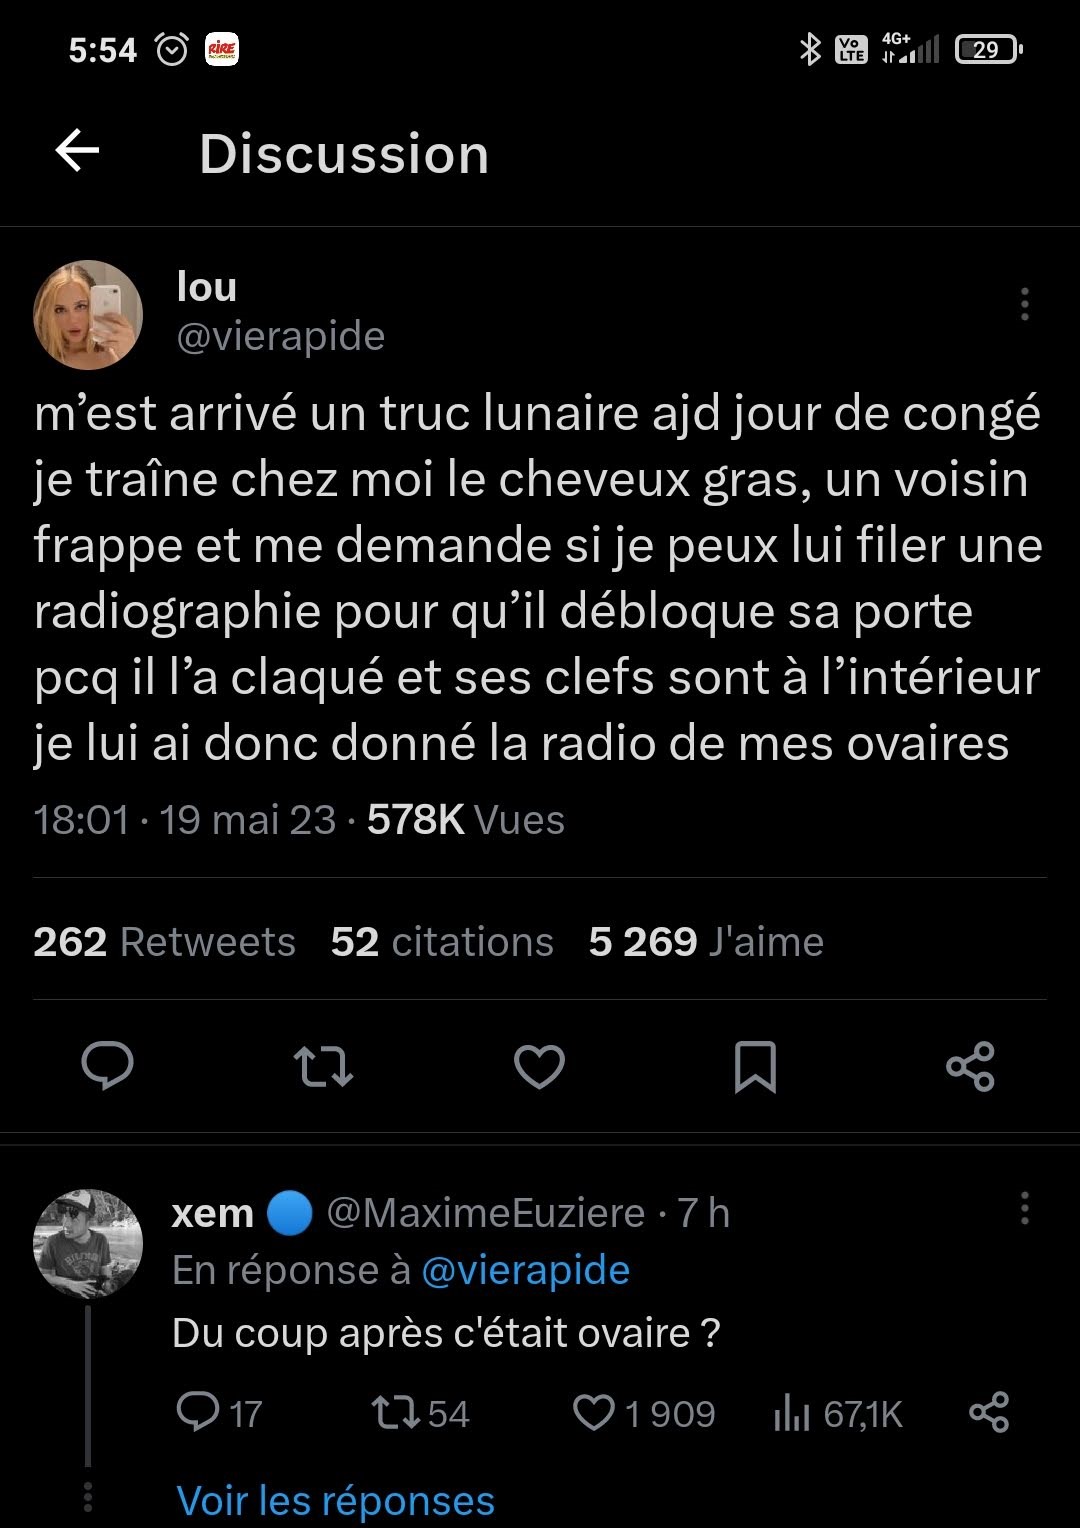 5:54 RiRE Vo LTE 4G+ 29
Discussion
lou
@vierapide
m’est arrivé un truc lunaire ajd jour de congé
je traîne chez moi le cheveux gras, un voisin
frappe et me demande si je peux lui filer une
radiographie pour qu’il débloque sa porte
pcq il l’a claqué et ses clefs sont à l’intérieur
je lui ai donc donné la radio de mes ovaires
18:01 · 19 mai 23 · 578K Vues
262 Retweets 52 citations 5 269 J'aime
xem @MaximeEuziere · 7 h
En réponse à @vierapide
Du coup après c'était ovaire ?
17 54 1 909 67,1K
Voir les réponses